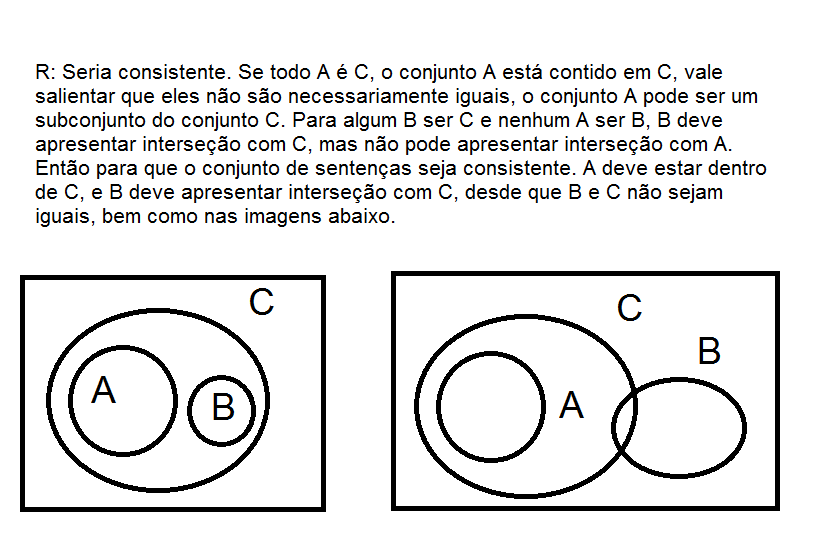 R: Seria consistente. Se todo A é C, o conjunto A está contido em C, vale
salientar que eles não são necessariamente iguais, o conjunto A pode ser um
subconjunto do conjunto C. Para algum B ser C e nenhum A ser B, B deve
apresentar interseção com C, mas não pode apresentar interseção com A.
Então para que o conjunto de sentenças seja consistente. A deve estar dentro
de C, e B deve apresentar interseção com C, desde que B e C não sejam
iguais, bem como nas imagens abaixo.
C
A
B
C
B
A